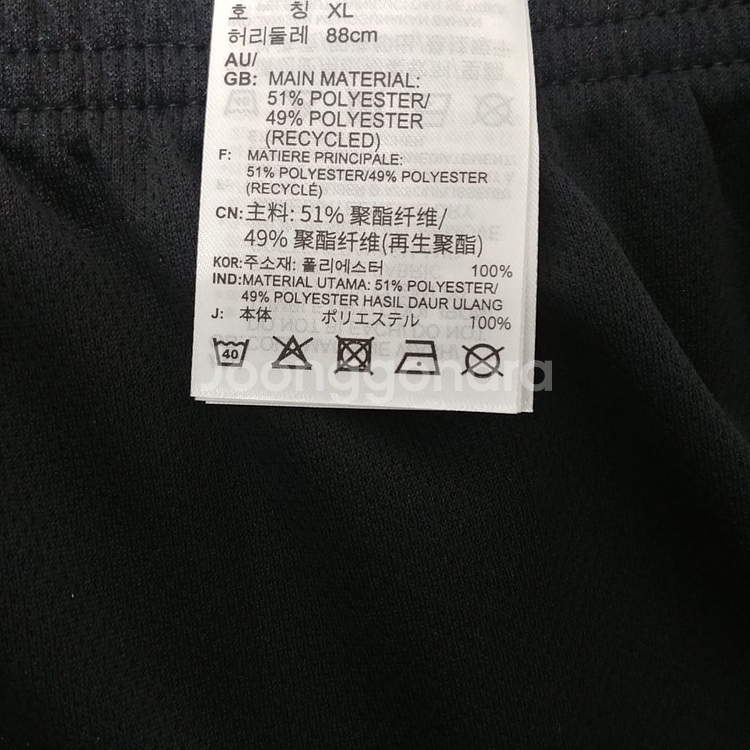 호 칭 XL
허리둘레 88cm
AU/
GB: MAIN MATERIAL:
51% POLYESTER/
49% POLYESTER
(RECYCLED)
F: MATIERE PRINCIPALE:
51% POLYESTER/49% POLYESTER
(RECYCLÉ)
CN:主料: 51% 聚酯纤维/
49% 聚酯纤维(再生聚酯)
KOR:주소재: 폴리에스터 100%
IND:MATERIAL UTAMA: 51% POLYESTER/
49% POLYESTER HASIL DAUR ULANG
J: 本体 ポリエステル 100%
40
Joonggonara